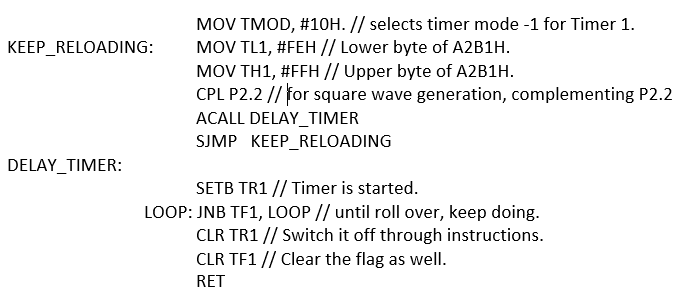 MOV TMOD, #10H. // selects timer mode -1 for Timer 1.
KEEP_RELOADING: MOV TL1, #FEH // Lower byte of A2B1H.
MOV TH1, #FFH // Upper byte of A2B1H.
CPL P2.2 // for square wave generation, complementing P2.2
ACALL DELAY_TIMER
SJMP KEEP_RELOADING
DELAY_TIMER:
SETB TR1 // Timer is started.
LOOP: JNB TF1, LOOP // until roll over, keep doing.
CLR TR1 // Switch it off through instructions.
CLR TF1 // Clear the flag as well.
RET